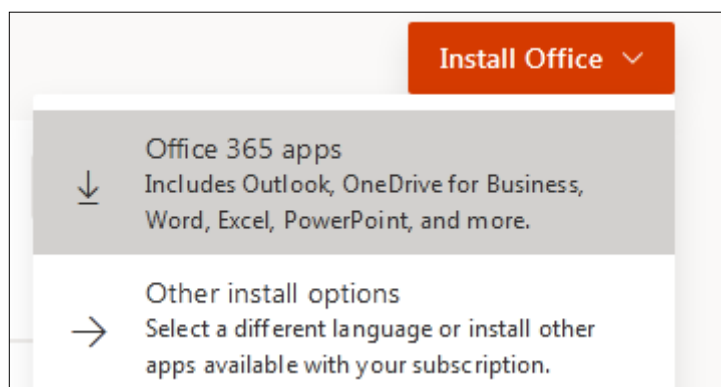 Install Office
Office 365 apps
Includes Outlook, OneDrive for Business,
Word, Excel, PowerPoint, and more.
Other install options
Select a different language or install other
apps available with your subscription.